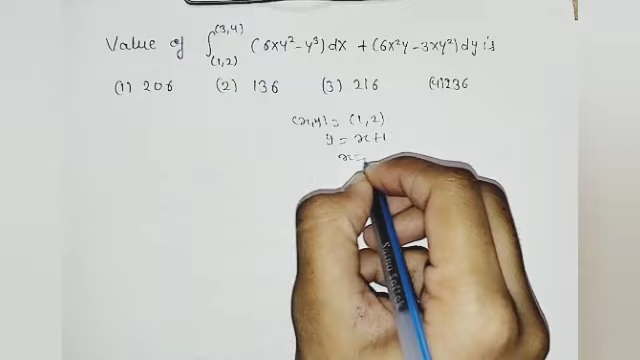 Value of ∫_(1,2)^(3,4) (6xy²-y³)dx + (6x²y-3xy²)dy is
(1) 206 (2) 136 (3) 216 (4) 236
(x,y) = (1,2)
y = x+1
x=